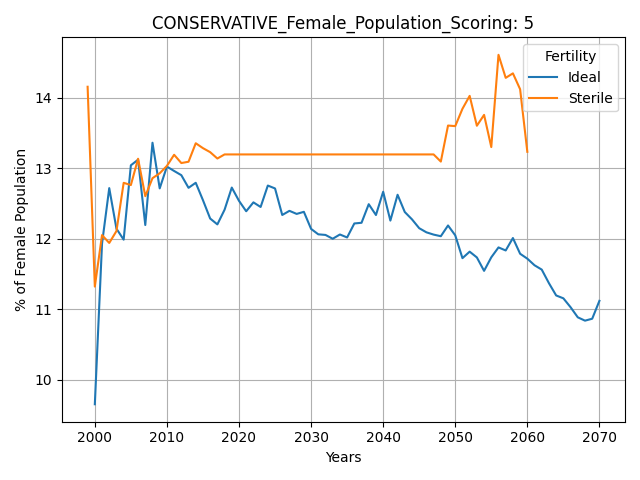 CONSERVATIVE_Female_Population_Scoring: 5
Fertility
Ideal
Sterile
% of Female Population
14
13
12
11
10
2000 2010 2020 2030 2040 2050 2060 2070
Years